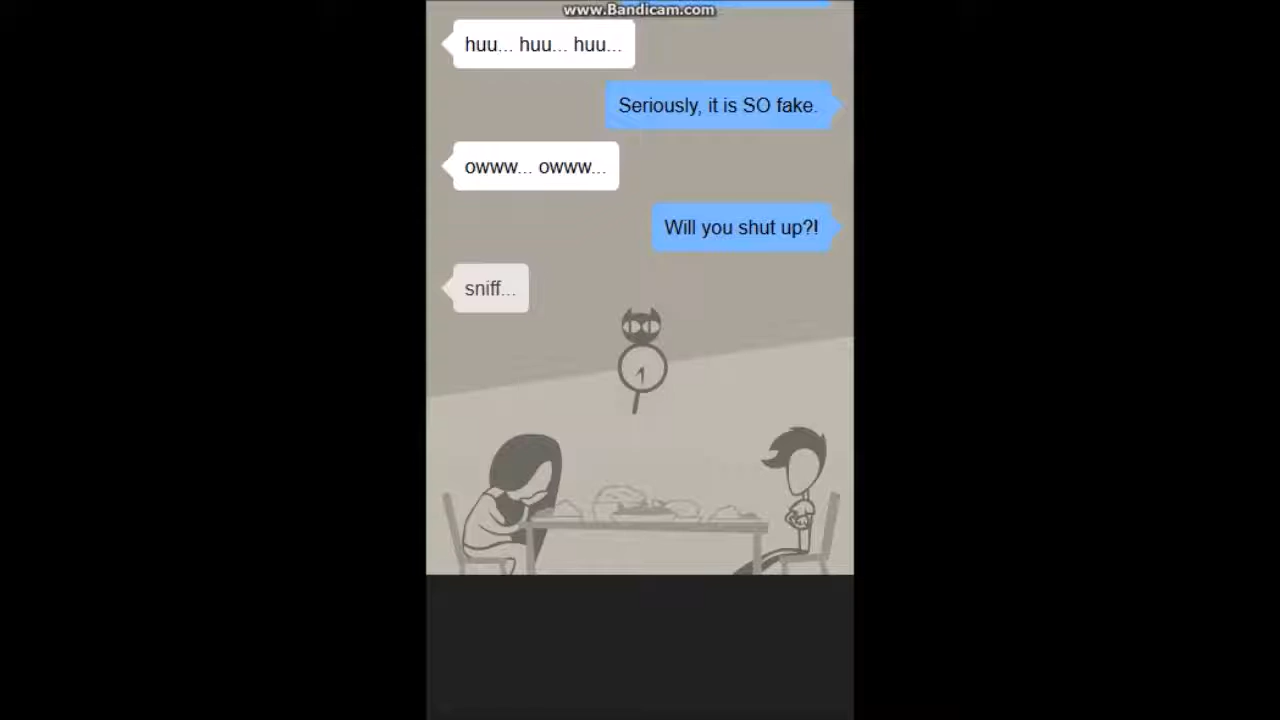 www.Bandicam.com
huu... huu... huu...
Seriously, it is SO fake.
owww... owww...
Will you shut up?!
sniff...